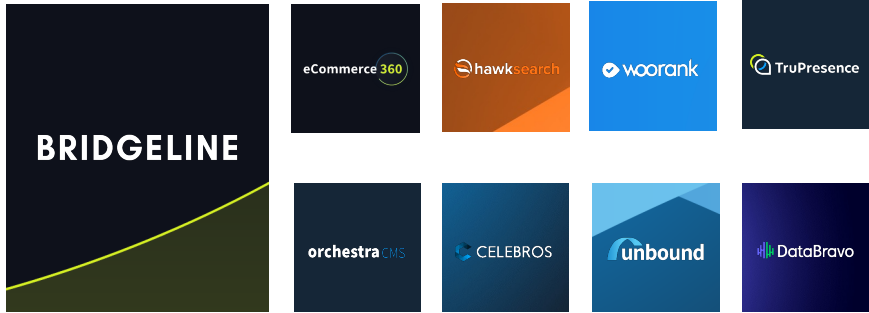 BRIDGELINE
eCommerce 360
hawksearch
woorank
TruPresence
orchestra CMS
CELEBROS
unbound
DataBravo